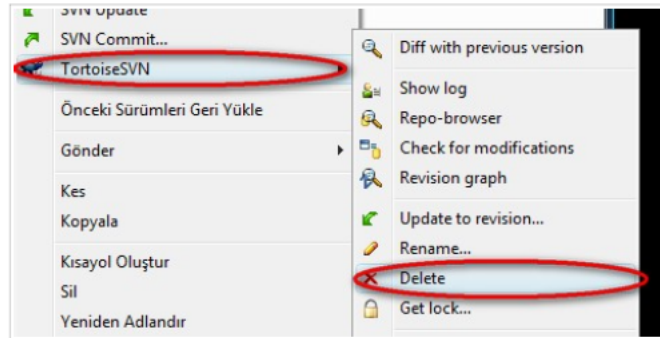 SVN Update
SVN Commit...
TortoiseSVN
Önceki Sürümleri Geri Yükle
Gönder
Kes
Kopyala
Kısayol Oluştur
Sil
Yeniden Adlandır
Diff with previous version
Show log
Repo-browser
Check for modifications
Revision graph
Update to revision...
Rename...
Delete
Get lock...